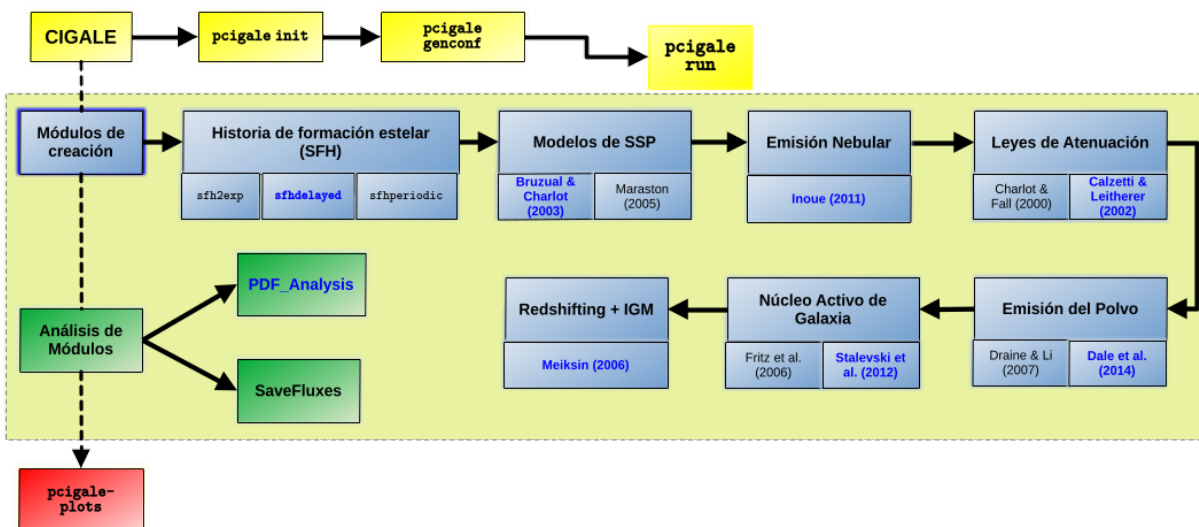 CIGALE
pcigale init
pcigale
genconf
pcigale
run
Módulos de
creación
Historia de formación estelar
(SFH)
sfh2exp
sfhdelayed
sfhperiodic
Modelos de SSP
Bruzual &
Charlot
(2003)
Maraston
(2005)
Emisión Nebular
Inoue (2011)
Leyes de Atenuación
Charlot &
Fall (2000)
Calzetti &
Leitherer
(2002)
Emisión del Polvo
Draine & Li
(2007)
Dale et al.
(2014)
Núcleo Activo de
Galaxia
Fritz et al.
(2006)
Stalevski et
al. (2012)
Redshifting + IGM
Meiksin (2006)
Análisis de
Módulos
PDF_Analysis
SaveFluxes
pcigale-
plots